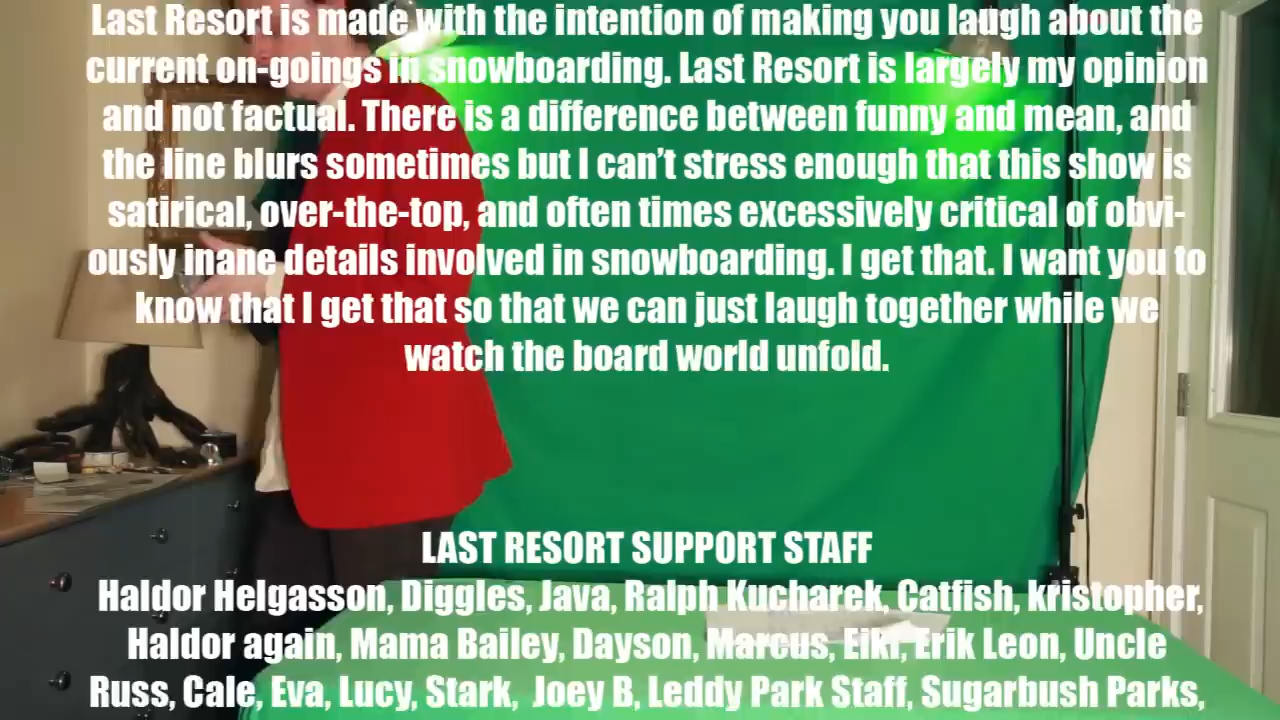 Last Resort is made with the intention of making you laugh about the
current on-goings in snowboarding. Last Resort is largely my opinion
and not factual. There is a difference between funny and mean, and
the line blurs sometimes but I can’t stress enough that this show is
satirical, over-the-top, and often times excessively critical of obvi-
ously inane details involved in snowboarding. I get that. I want you to
know that I get that so that we can just laugh together while we
watch the board world unfold.
LAST RESORT SUPPORT STAFF
Haldor Helgasson, Diggles, Java, Ralph Kucharek, Catfish, kristopher,
Haldor again, Mama Bailey, Dayson, Marcus, Eiki, Erik Leon, Uncle
Russ, Cale, Eva, Lucy, Stark, Joey B, Leddy Park Staff, Sugarbush Parks,